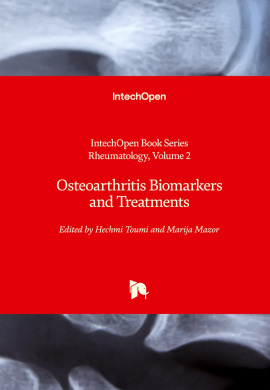 IntechOpen
IntechOpen Book Series
Rheumatology, Volume 2
Osteoarthritis Biomarkers
and Treatments
Edited by Hechmi Toumi and Marija Mazor